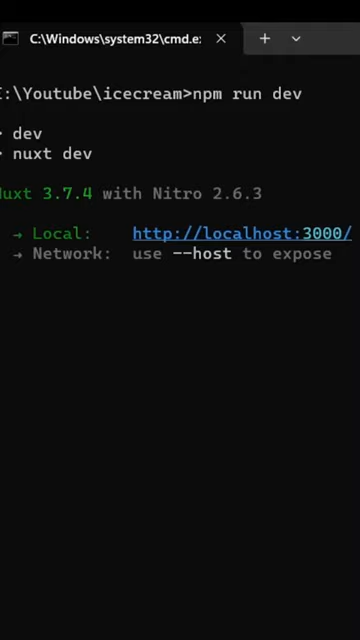 C:\Windows\system32\cmd.e
:\Youtube\icecream>npm run dev
> dev
> nuxt dev
Nuxt 3.7.4 with Nitro 2.6.3
→ Local: http://localhost:3000/
→ Network: use --host to expose